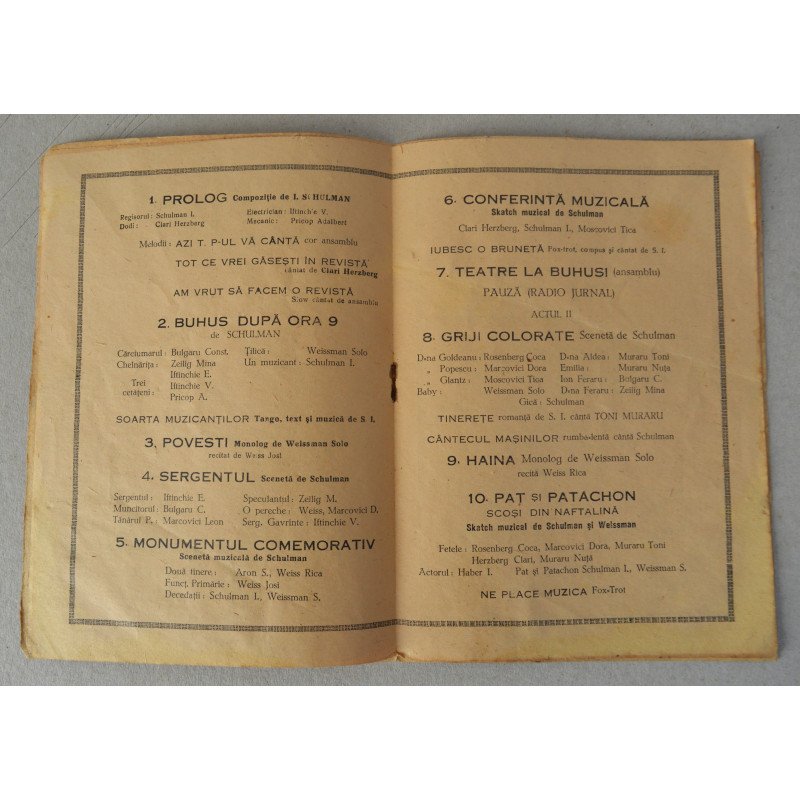 1. PROLOG Compoziție de I. SCHULMAN
Regisorul: Schulman I. Electrician: Iftinchie V.
Dodi: Clari Herzberg Mecanic: Pricop Adalbert
Melodii: AZI T. P-UL VĂ CÂNTĂ cor ansamblu
TOT CE VREI GĂSEȘTI ÎN REVISTĂ
cântat de Clari Herzberg
AM VRUT SĂ FACEM O REVISTĂ
Slow cântat de ansamblu
2. BUHUS DUPĂ ORA 9
de SCHULMAN
Cârciumarul: Bulgaru Const. Țilică: Weissman Solo
Chelnărița: Zeilig Mina Un muzicant: Schulman I.
Trei cetățeni: Iftinchie E.
Iftinchie V.
Pricop A.
SOARTA MUZICANȚILOR Tango, text și muzică de S. I.
3. POVESTI Monolog de Weissman Solo
recitat de Weiss Josi
4. SERGENTUL Scenetă de Schulman
Sergentul: Iftinchie E. Speculantul: Zeilig M.
Muncitorul: Bulgaru C. O pereche: Weiss, Marcovici D.
Tânărul P.: Marcovici Leon Serg. Gavrinte: Iftinchie V.
5. MONUMENTUL COMEMORATIV
Scenetă muzicală de Schulman
Două tinere: Aron S., Weiss Rica
Funcț. Primărie: Weiss Josi
Decedații: Schulman I., Weissman S.
6. CONFERINTĂ MUZICALĂ
Skatch muzical de Schulman
Clari Herzberg, Schulman I., Moscovici Tica
IUBESC O BRUNETĂ Fox-trot, compus și cântat de S. I.
7. TEATRE LA BUHUSI (ansamblu)
PAUZĂ (RADIO JURNAL)
ACTUL II
8. GRIJI COLORATE Scenetă de Schulman
D-na Goldeanu: Rosenberg Coca D-na Aldea: Muraru Toni
„ Popescu: Marcovici Dora Emilia: Muraru Nuța
„ Glantz: Moscovici Tica Ion Feraru: Bulgaru C.
Baby: Weissman Solo D-na Feraru: Zeilig Mina
Gică: Schulman
TINERETE romanță de S. I. cântă TONI MURARU
CÂNTECUL MAȘINILOR rumba-lentă cântă Schulman
9. HAINA Monolog de Weissman Solo
recită Weiss Rica
10. PAT și PATACHON
SCOȘI DIN NAFTALINĂ
Skatch muzical de Schulman și Weissman
Fetele: Rosenberg Coca, Marcovici Dora, Muraru Toni
Herzberg Clari, Muraru Nuță
Actorul: Haber I. Pat și Patachon Schulman I., Weissman S.
NE PLACE MUZICA Fox-Trot